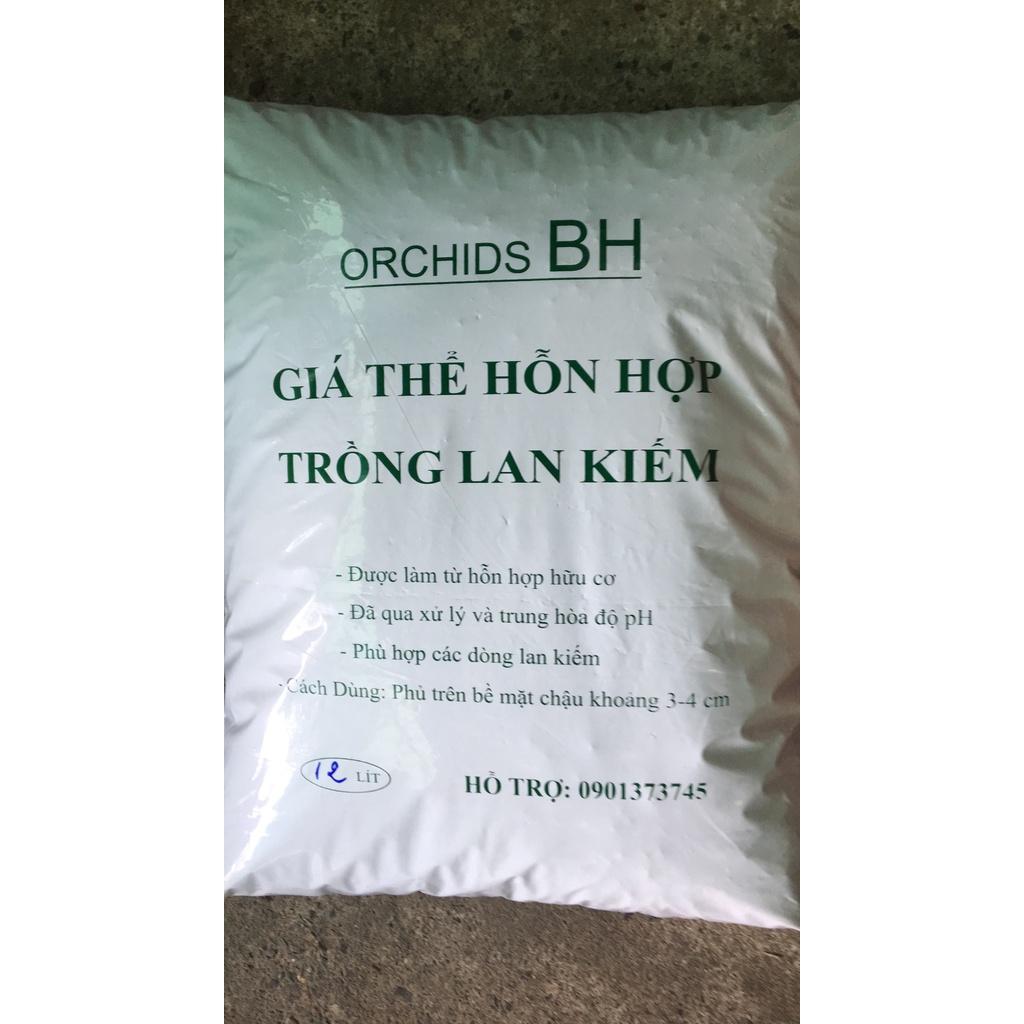 ORCHIDS BH
GIÁ THỂ HỖN HỢP
TRỒNG LAN KIẾM
- Được làm từ hỗn hợp hữu cơ
- Đã qua xử lý và trung hòa độ pH
- Phù hợp các dòng lan kiếm
-Cách Dùng: Phủ trên bề mặt chậu khoảng 3-4 cm
12 LÍT
HỖ TRỢ: 0901373745